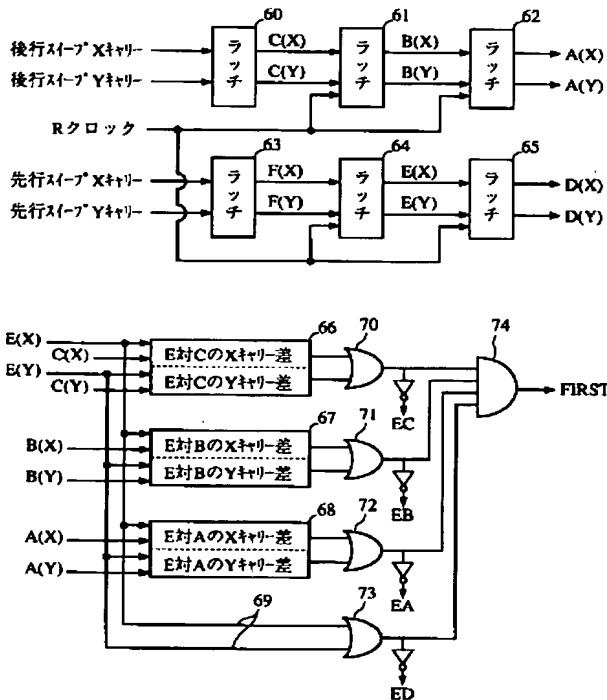 60
61
62
後行スイープXキャリー
ラッチ
C(X)
ラッチ
B(X)
ラッチ
A(X)
後行スイープYキャリー
C(Y)
B(Y)
A(Y)
Rクロック
63
64
65
先行スイープXキャリー
ラッチ
F(X)
ラッチ
E(X)
ラッチ
D(X)
先行スイープYキャリー
F(Y)
E(Y)
D(Y)
E(X)
66
70
74
C(X)
E対CのXキャリー差
E(Y)
E対CのYキャリー差
C(Y)
FIRST
EC
67
71
B(X)
E対BのXキャリー差
B(Y)
E対BのYキャリー差
EB
68
72
A(X)
E対AのXキャリー差
A(Y)
E対AのYキャリー差
EA
69
73
ED